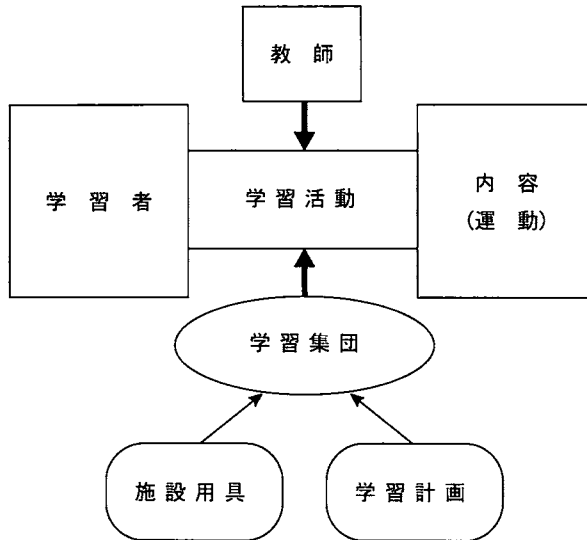 教師
学習者
学習活動
内容
(運動)
学習集団
施設用具
学習計画